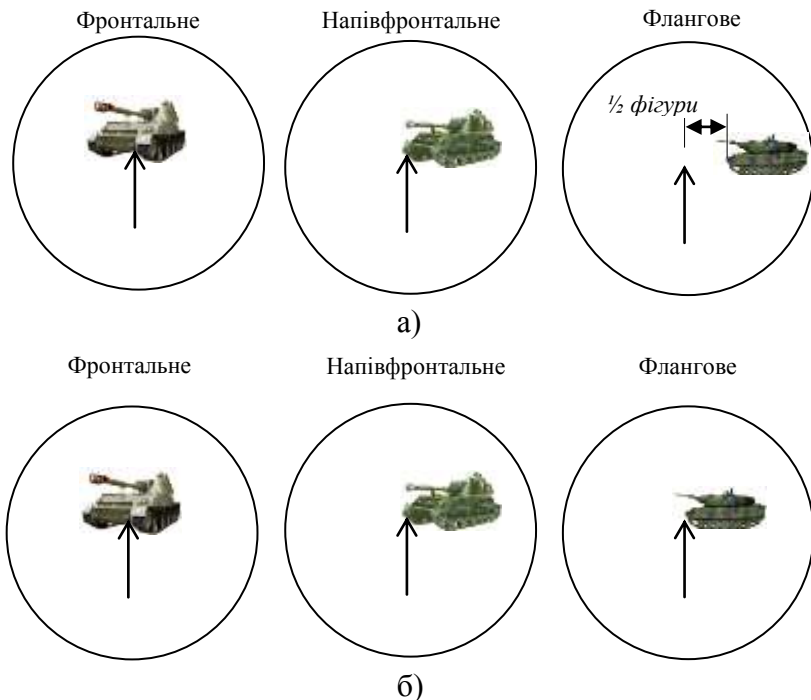 Фронтальне Напівфронтальне Флангове
½ фігури
а)
Фронтальне Напівфронтальне Флангове
б)